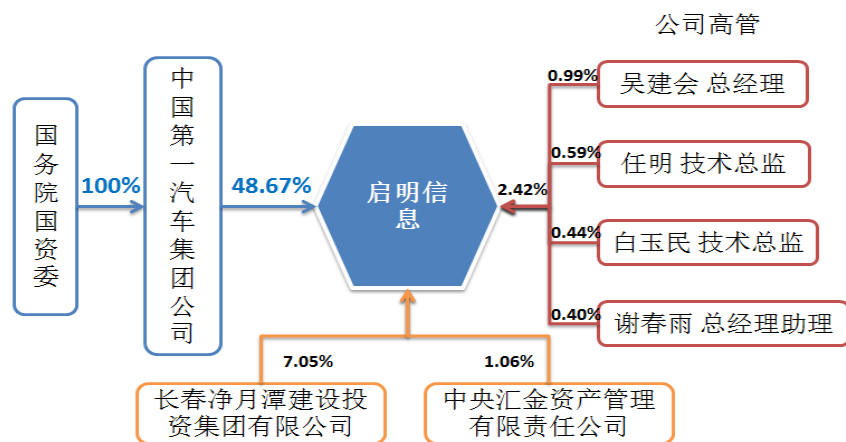 公司高管
国务院国资委
100%
中国第一汽车集团公司
48.67%
启明信
息
2.42%
0.99%
吴建会 总经理
0.59%
任明 技术总监
0.44%
白玉民 技术总监
0.40%
谢春雨 总经理助理
7.05%
1.06%
长春净月潭建设投
资集团有限公司
中央汇金资产管理
有限责任公司